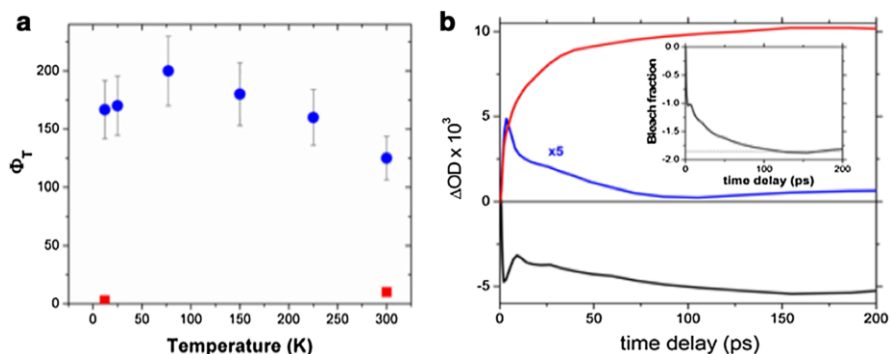 a
200
150
100
50
0
Φ_T
0 50 100 150 200 250 300
Temperature (K)
b
10
5
0
-5
ΔOD x 10³
x5
0 50 100 150 200
time delay (ps)
0.0
-0.5
-1.0
-1.5
-2.0
Bleach fraction
0 100 200
time delay (ps)